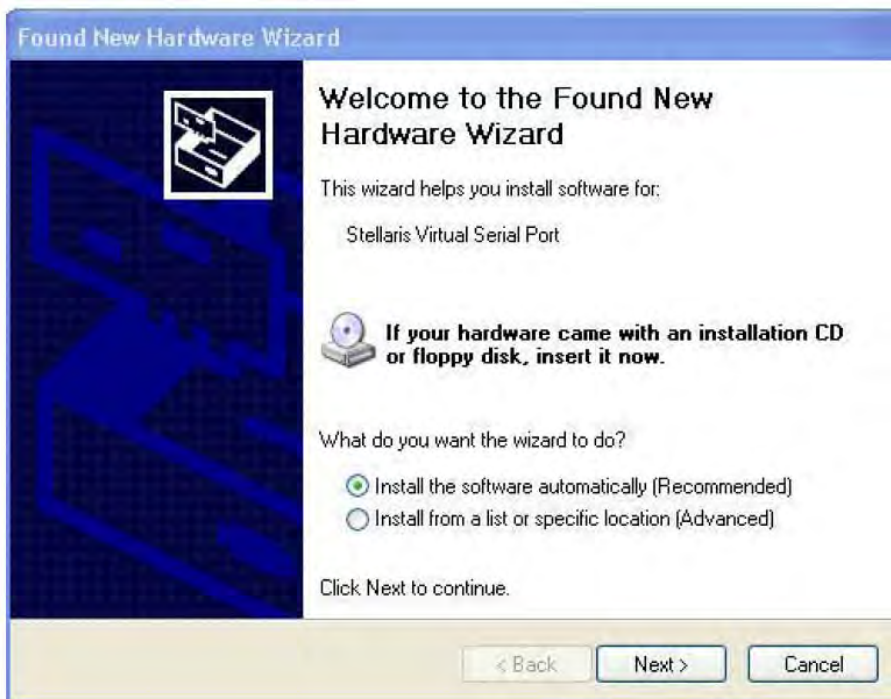 Found New Hardware Wizard
Welcome to the Found New
Hardware Wizard
This wizard helps you install software for:
Stellaris Virtual Serial Port
If your hardware came with an installation CD
or floppy disk, insert it now.
What do you want the wizard to do?
Install the software automatically (Recommended)
Install from a list or specific location (Advanced)
Click Next to continue.
< Back Next > Cancel